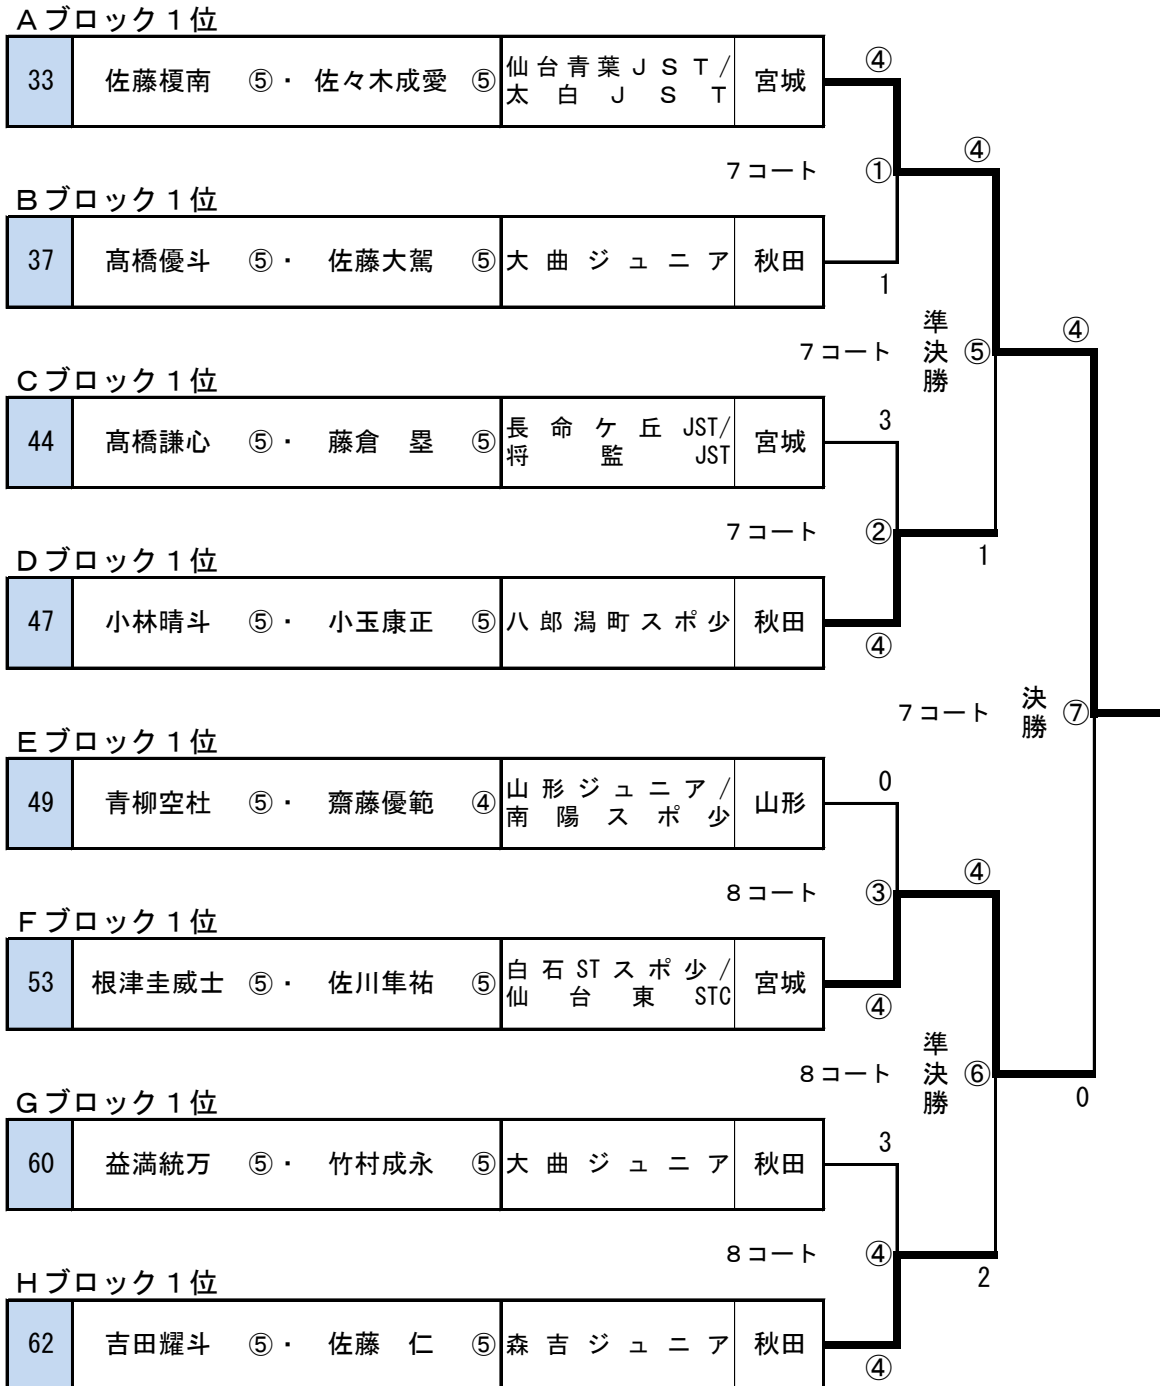 Aブロック1位
33 佐藤榎南 ⑤・ 佐々木成愛 ⑤ 仙台青葉JST/太白JST 宮城 ④
7コート ① ④
Bブロック1位
37 髙橋優斗 ⑤・ 佐藤大駕 ⑤ 大曲ジュニア 秋田
1
7コート 準決勝 ⑤ ④
Cブロック1位
44 髙橋謙心 ⑤・ 藤倉 塁 ⑤ 長命ケ丘JST/将監JST 宮城 3
7コート ② 1
Dブロック1位
47 小林晴斗 ⑤・ 小玉康正 ⑤ 八郎潟町スポ少 秋田
④
7コート 決勝 ⑦
Eブロック1位
49 青柳空杜 ⑤・ 齋藤優範 ④ 山形ジュニア/南陽スポ少 山形 0
8コート ③ ④
Fブロック1位
53 根津圭威士 ⑤・ 佐川隼祐 ⑤ 白石STスポ少/仙台東STC 宮城
④
8コート 準決勝 ⑥ 0
Gブロック1位
60 益満統万 ⑤・ 竹村成永 ⑤ 大曲ジュニア 秋田 3
8コート ④ 2
Hブロック1位
62 吉田耀斗 ⑤・ 佐藤 仁 ⑤ 森吉ジュニア 秋田
④